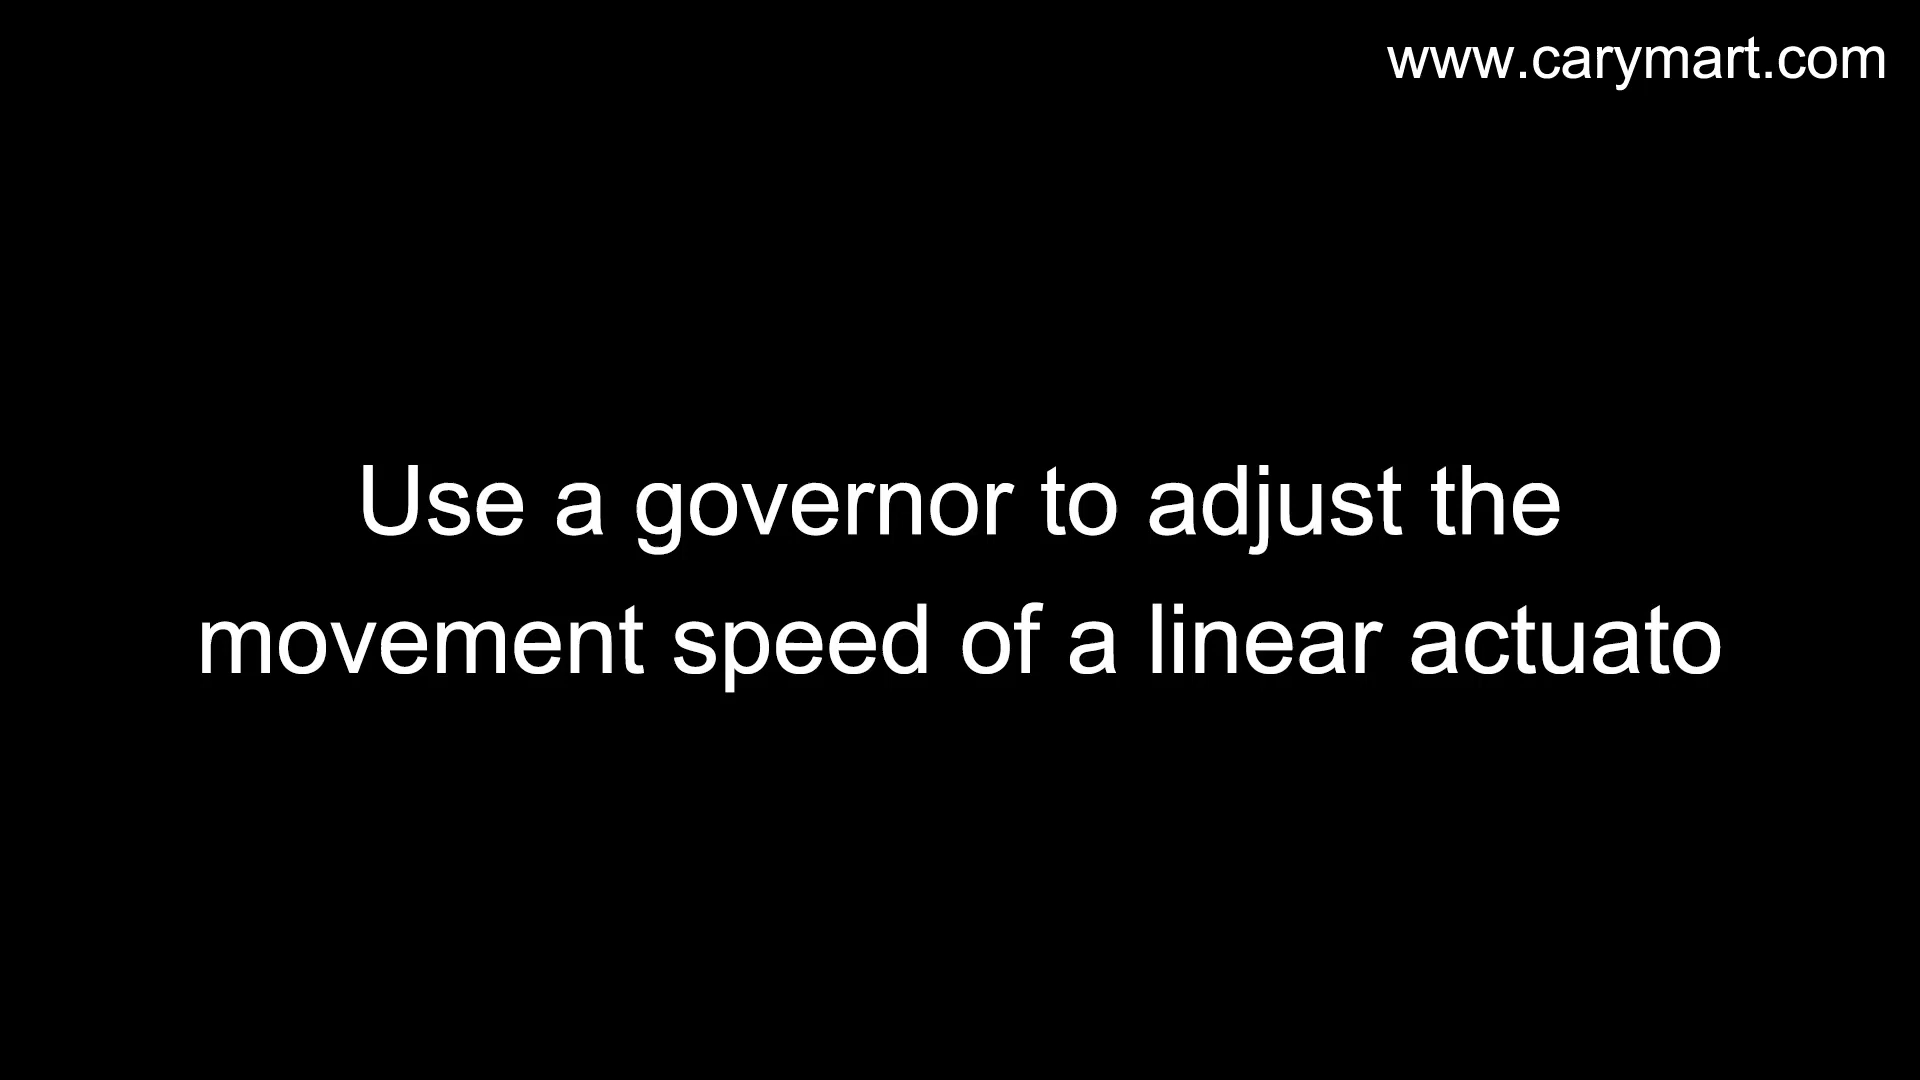 www.carymart.com
Use a governor to adjust the
movement speed of a linear actuato